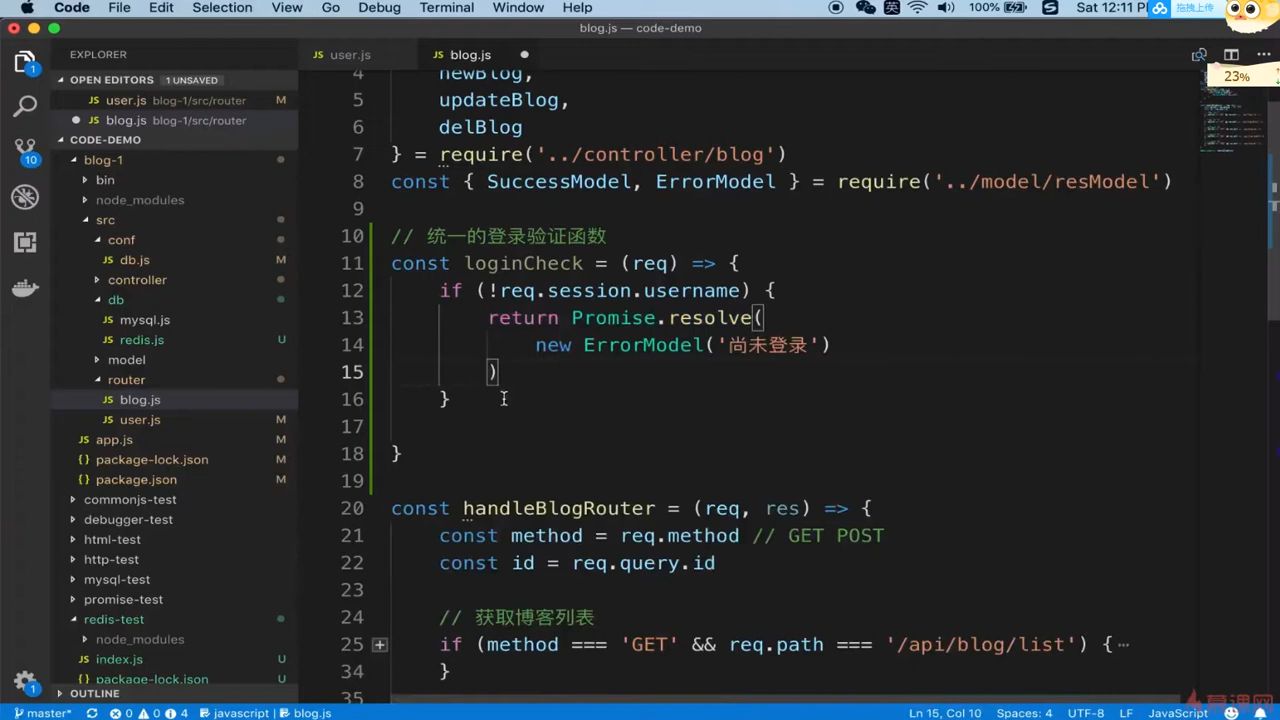 Code File Edit Selection View Go Debug Terminal Window Help
英 100% Sat 12:11 PM 拖拽上传
blog.js — code-demo
EXPLORER
user.js
blog.js
23%
OPEN EDITORS 1 UNSAVED
user.js blog-1/src/router M
blog.js blog-1/src/router
CODE-DEMO
blog-1
bin
node_modules
src
conf
db.js
controller
db
mysql.js
redis.js U
model
router
blog.js
user.js M
app.js M
package-lock.json M
package.json M
commonjs-test
debugger-test
html-test
http-test
mysql-test
promise-test
redis-test
node_modules
index.js U
package-lock.json U
OUTLINE
1
10
1
4 newBlog,
5 updateBlog,
6 delBlog
7 } = require('../controller/blog')
8 const { SuccessModel, ErrorModel } = require('../model/resModel')
9
10 // 统一的登录验证函数
11 const loginCheck = (req) => {
12 if (!req.session.username) {
13 return Promise.resolve(
14 new ErrorModel('尚未登录')
15 )
16 }
17
18 }
19
20 const handleBlogRouter = (req, res) => {
21 const method = req.method // GET POST
22 const id = req.query.id
23
24 // 获取博客列表
25 if (method === 'GET' && req.path === '/api/blog/list') {…
34 }
35
master* 0 0 4 javascript | blog.js Ln 15, Col 10 Spaces: 4 UTF-8 LF JavaScript